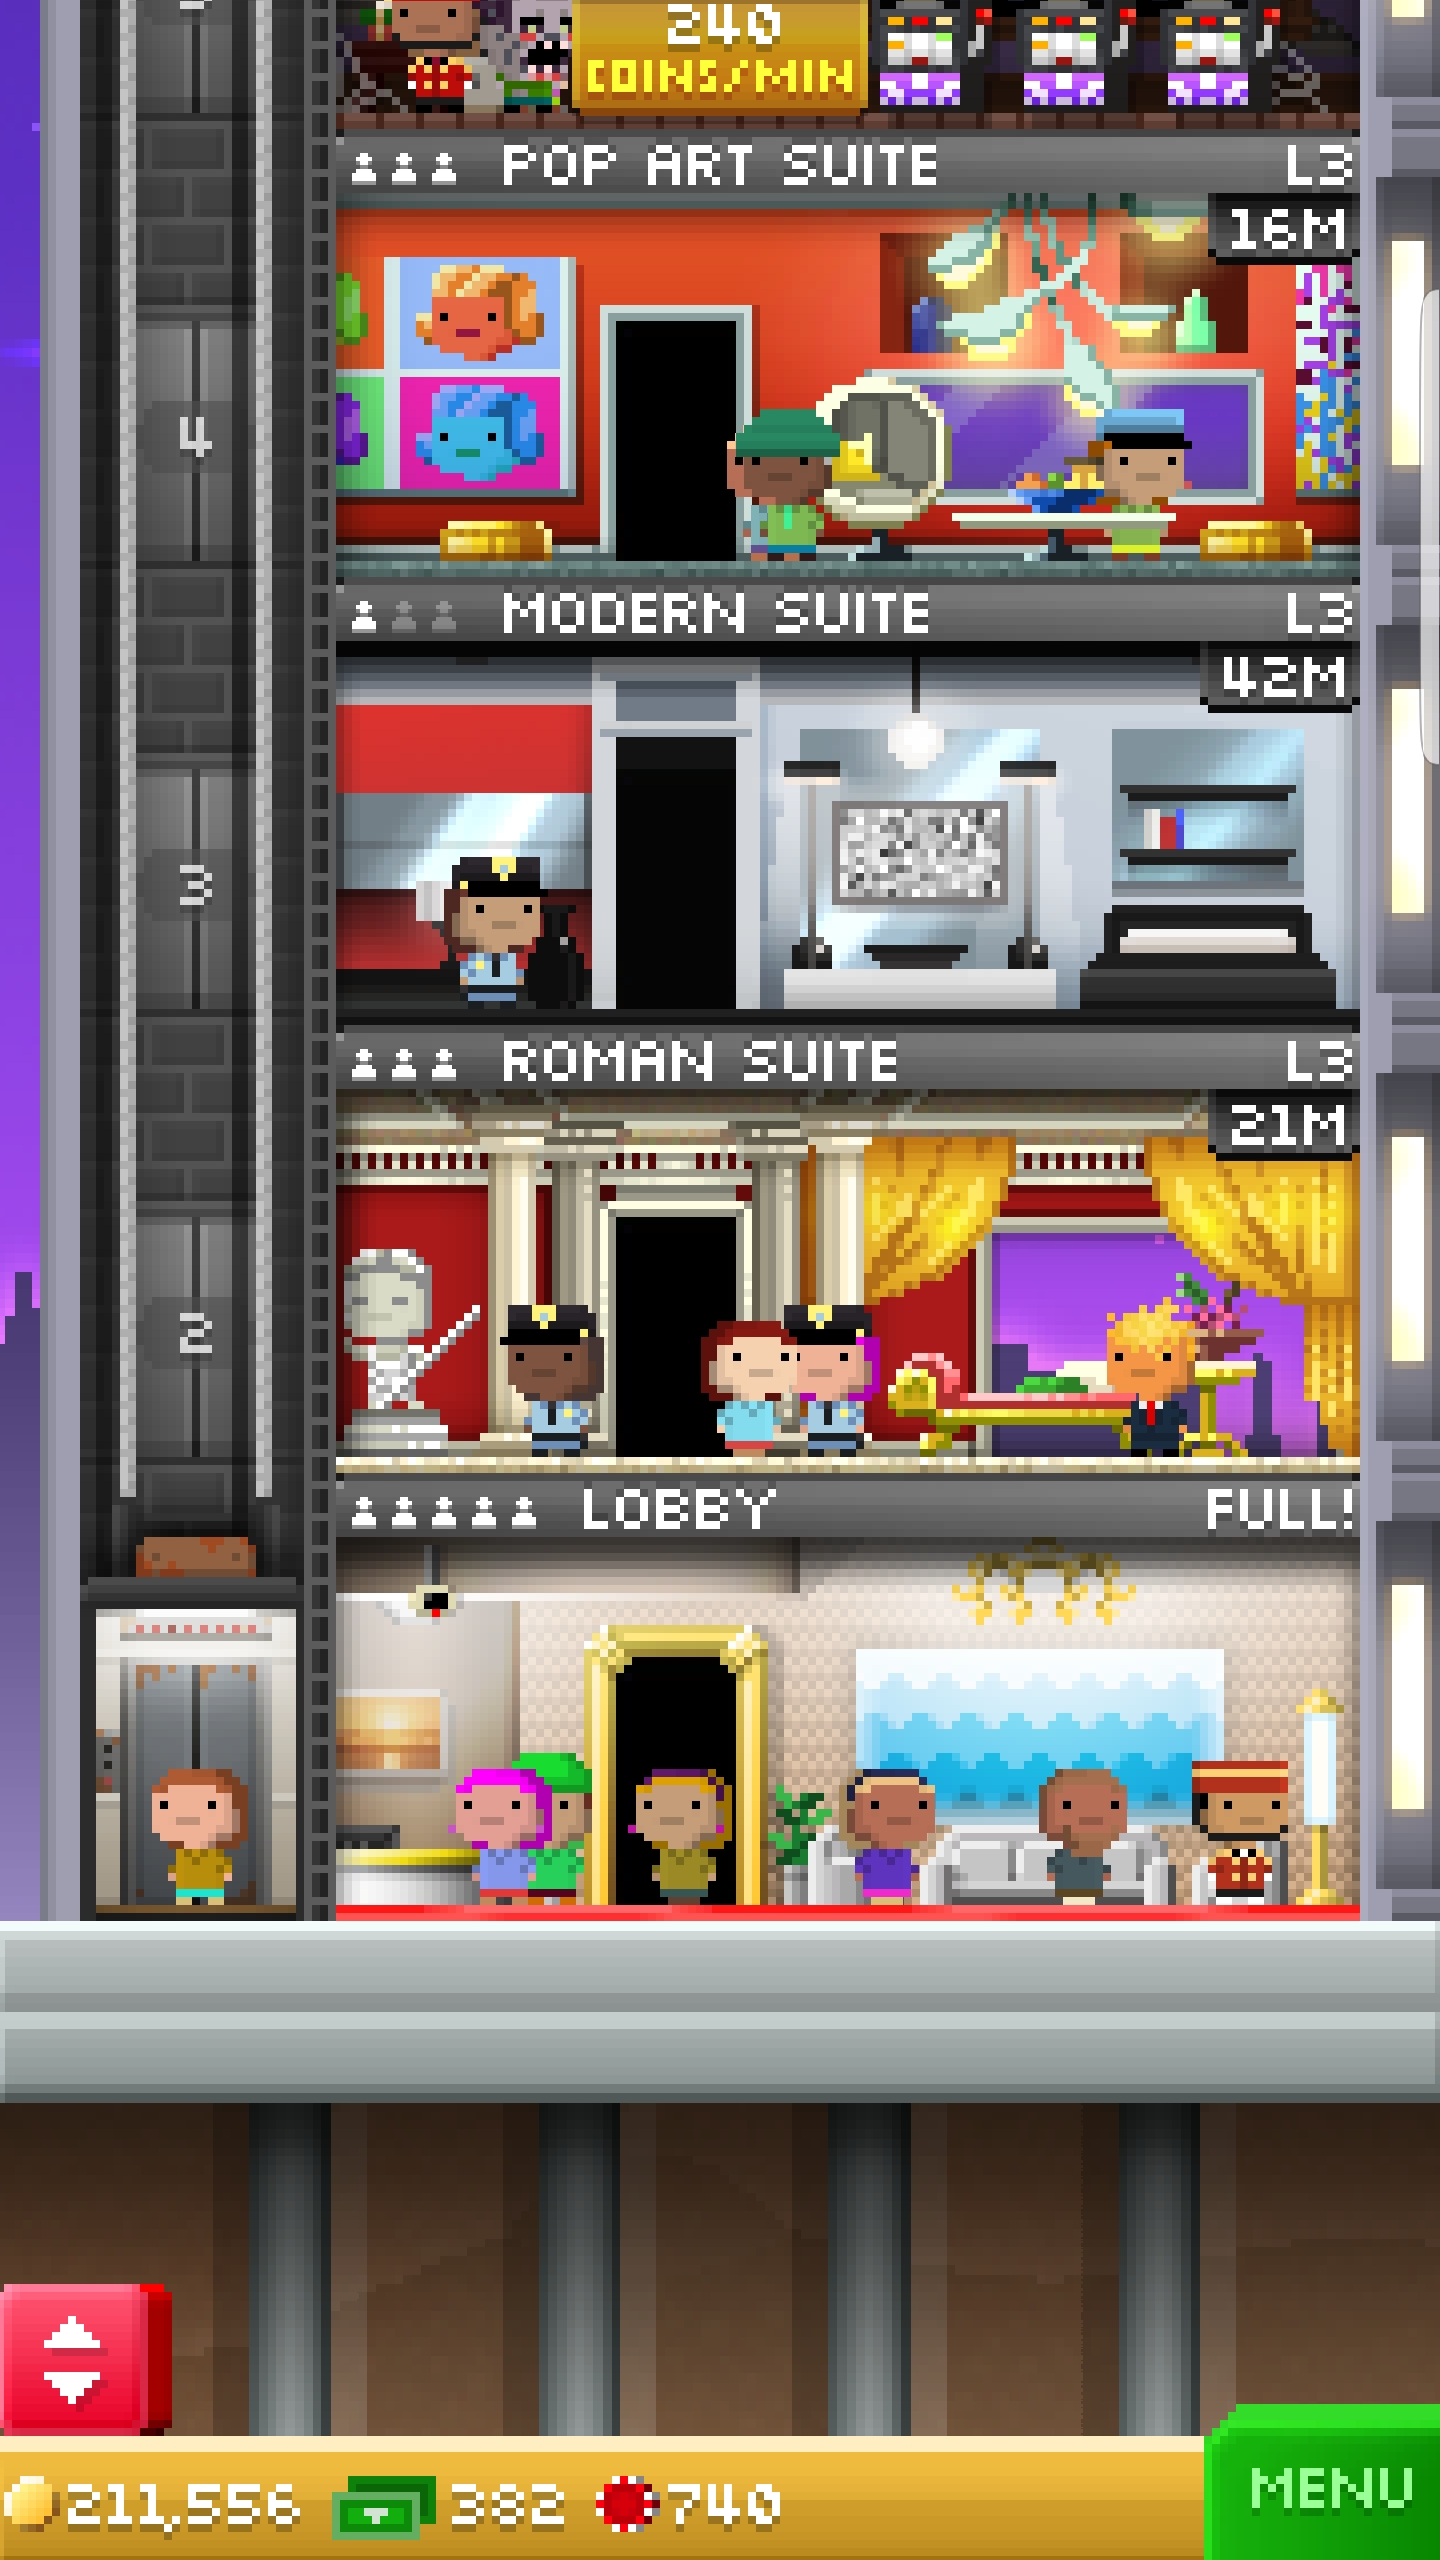 240
COINS/MIN
POP ART SUITE L3
16M
4
MODERN SUITE L3
42M
3
ROMAN SUITE L3
21M
2
LOBBY FULL!
211,556 382 740
MENU